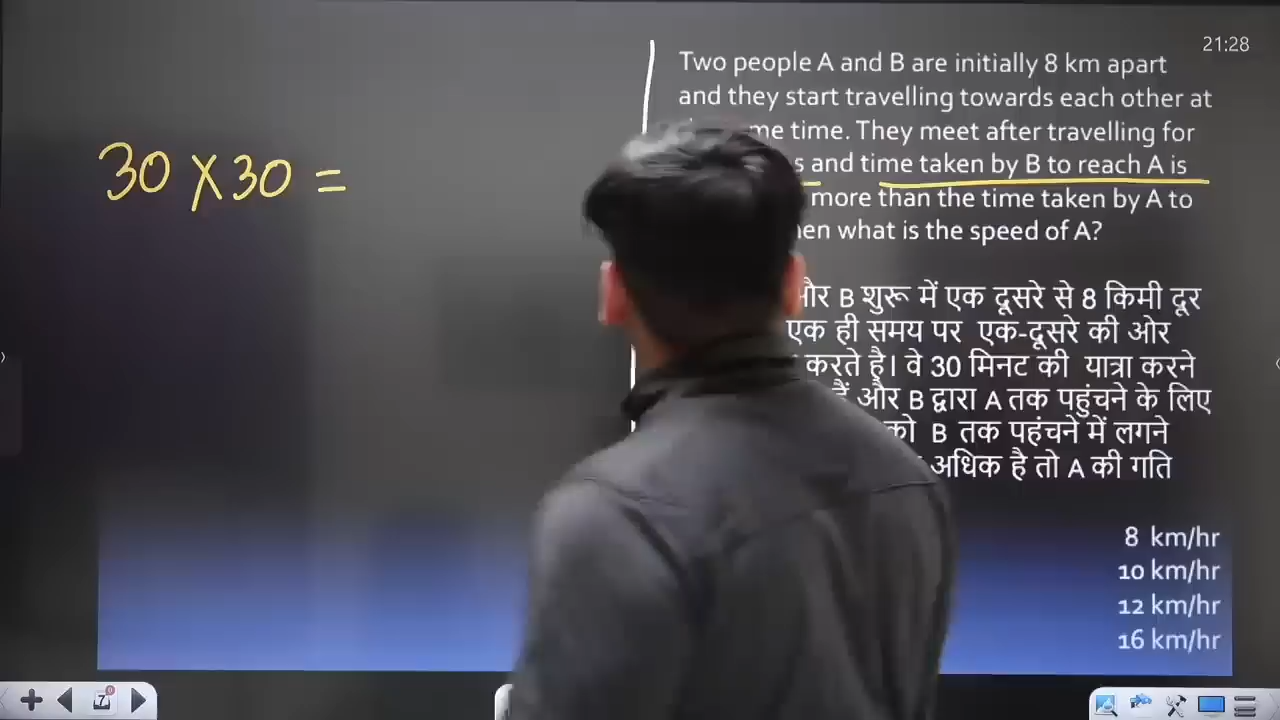 21:28
30 X 30 =
Two people A and B are initially 8 km apart
and they start travelling towards each other at
time. They meet after travelling for
and time taken by B to reach A is
more than the time taken by A to
what is the speed of A?
B शुरू में एक दूसरे से 8 किमी दूर
एक ही समय पर एक-दूसरे की ओर
करते है। वे 30 मिनट की यात्रा करने
और B द्वारा A तक पहुंचने के लिए
को B तक पहंचने में लगने
अधिक है तो A की गति
8 km/hr
10 km/hr
12 km/hr
16 km/hr
7